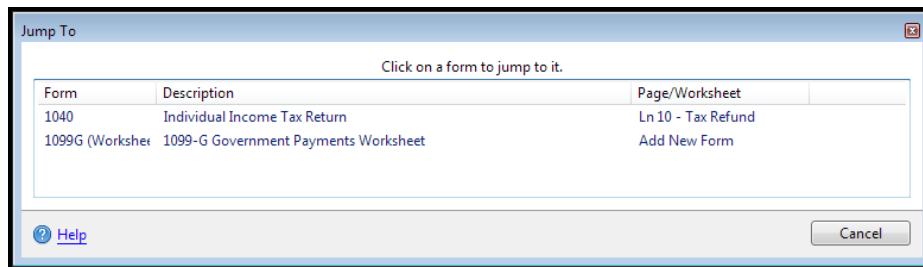 Jump To
Click on a form to jump to it.
Form Description Page/Worksheet
1040 Individual Income Tax Return Ln 10 - Tax Refund
1099G (Workshee 1099-G Government Payments Worksheet Add New Form
Help Cancel